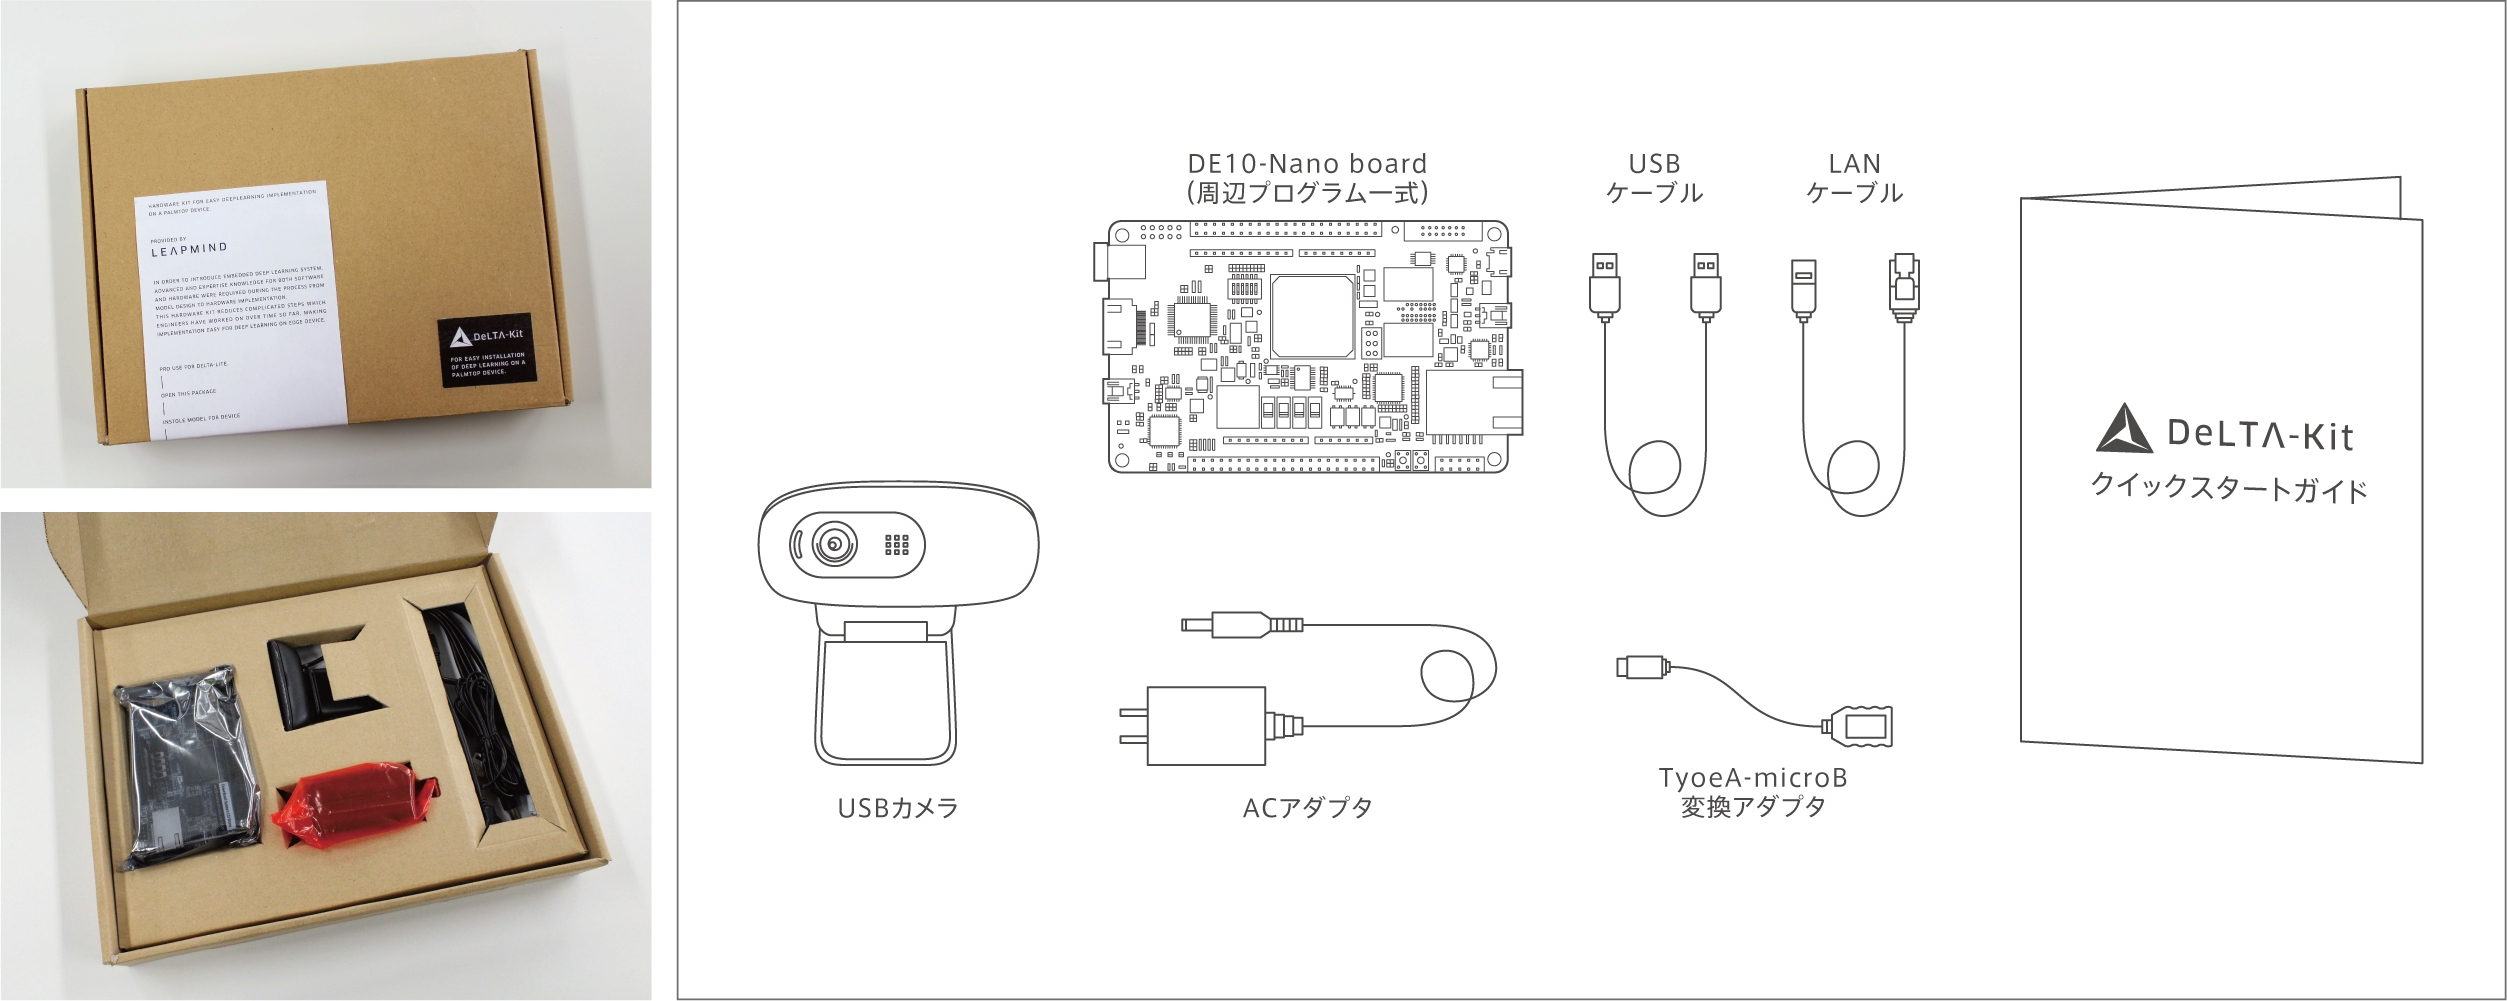 HARDWARE KIT FOR EASY DEEPLEARNING IMPLEMENTATION
ON A PALMTOP DEVICE.
PROVIDED BY
LEAPMIND
IN ORDER TO INTRODUCE EMBEDDED DEEP LEARNING SYSTEM,
ADVANCED AND EXPERTISE KNOWLEDGE FOR BOTH SOFTWARE
AND HARDWARE WERE REQUIRED DURING THE PROCESS FROM
MODEL DESIGN TO HARDWARE IMPLEMENTATION.
THIS HARDWARE KIT REDUCES COMPLICATED STEPS WHICH
ENGINEERS HAVE WORKED ON OVER TIME SO FAR. MAKING
IMPLEMENTATION EASY FOR DEEP LEARNING ON EDGE DEVICE.
PRO USE FOR DELTA-LITE.
OPEN THIS PACKAGE
INSTOLE MODEL FOR DEVICE
DeLTA-Kit
FOR EASY INSTALLATION
OF DEEP LEARNING ON A
PALMTOP DEVICE.
DE10-Nano board
(周辺プログラム一式)
USB
ケーブル
LAN
ケーブル
USBカメラ
ACアダプタ
TyoeA-microB
変換アダプタ
DeLTA-Kit
クイックスタートガイド